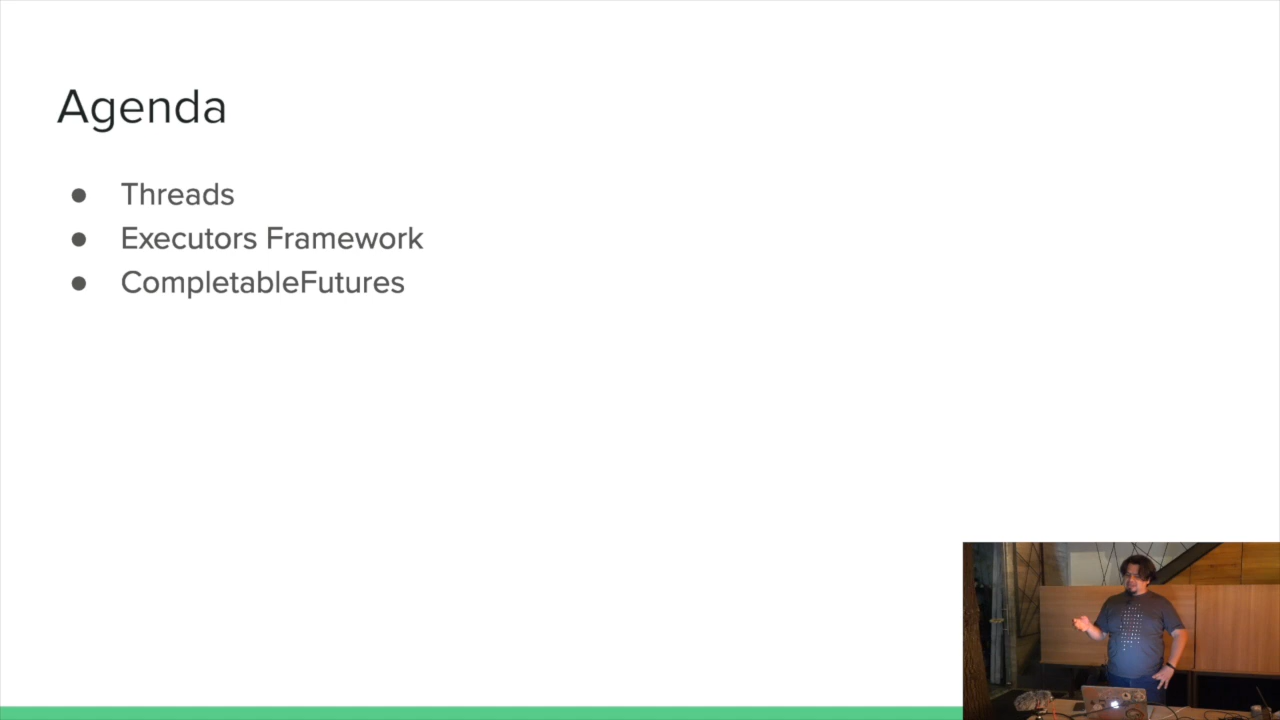 Agenda
● Threads
● Executors Framework
● CompletableFutures